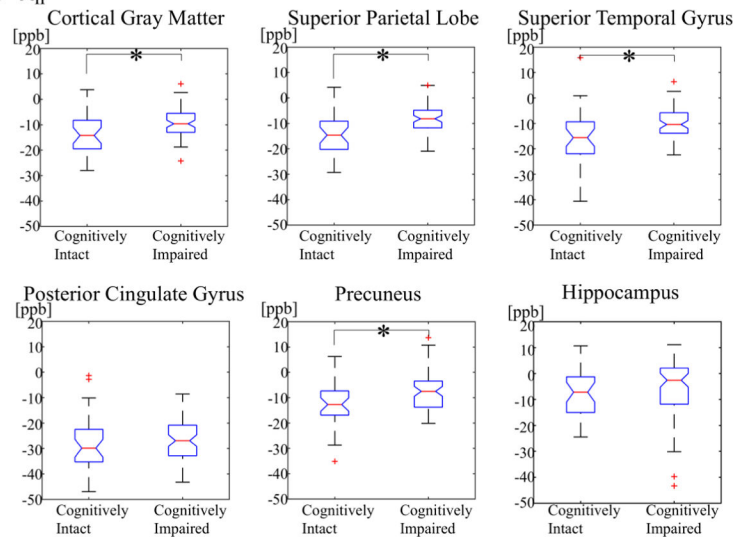 Cortical Gray Matter
Superior Parietal Lobe
Superior Temporal Gyrus
[ppb]
[ppb]
[ppb]
*
*
*
20
10
0
-10
-20
-30
-40
-50
20
10
0
-10
-20
-30
-40
-50
20
10
0
-10
-20
-30
-40
-50
Cognitively
Intact
Cognitively
Impaired
Cognitively
Intact
Cognitively
Impaired
Cognitively
Intact
Cognitively
Impaired
Posterior Cingulate Gyrus
Precuneus
Hippocampus
[ppb]
[ppb]
[ppb]
*
20
10
0
-10
-20
-30
-40
-50
20
10
0
-10
-20
-30
-40
-50
20
10
0
-10
-20
-30
-40
-50
Cognitively
Intact
Cognitively
Impaired
Cognitively
Intact
Cognitively
Impaired
Cognitively
Intact
Cognitively
Impaired